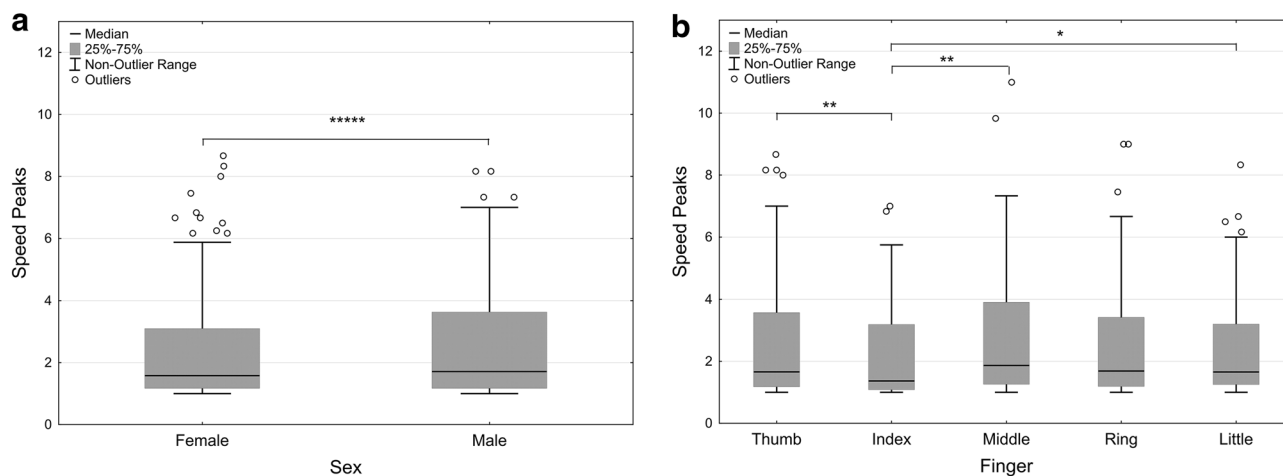 a
Median
25%-75%
Non-Outlier Range
Outliers
*****
12
10
8
6
4
2
0
Speed Peaks
Female Male
Sex
b
Median
25%-75%
Non-Outlier Range
Outliers
*
**
**
12
10
8
6
4
2
0
Speed Peaks
Thumb Index Middle Ring Little
Finger